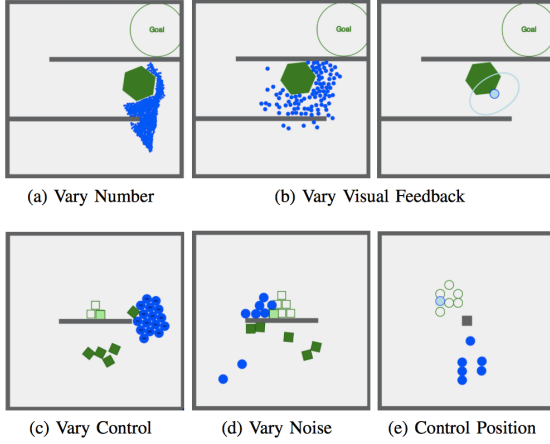 Goal
Goal
Goal
(a) Vary Number
(b) Vary Visual Feedback
(c) Vary Control
(d) Vary Noise
(e) Control Position